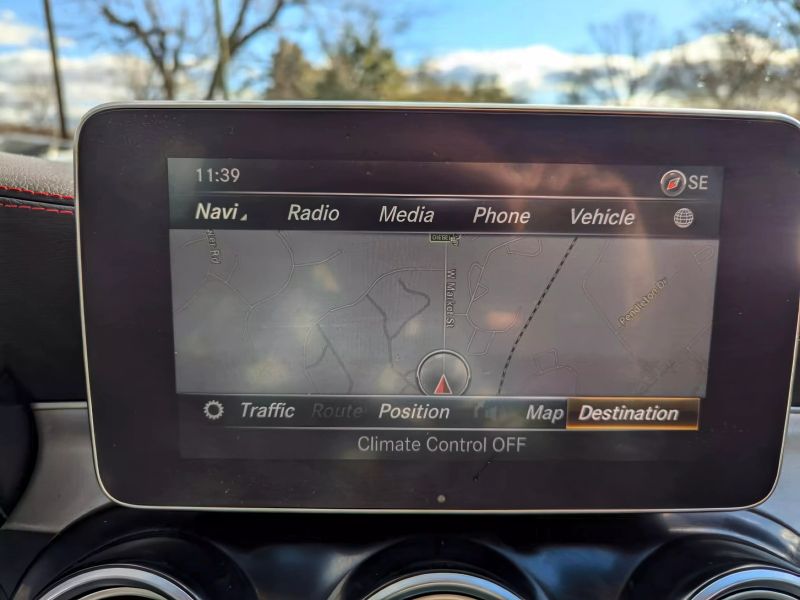 11:39 SE
Navi Radio Media Phone Vehicle
W Market St
Pendleton Dr
Traffic Route Position Map Destination
Climate Control OFF